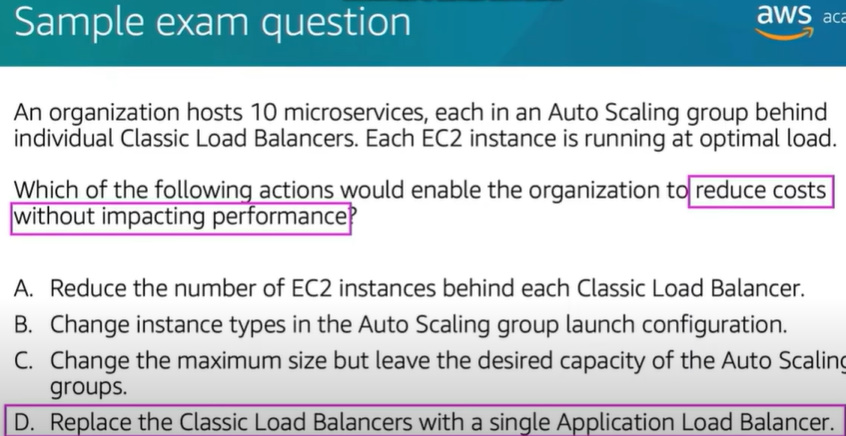 Sample exam question
aws aca
An organization hosts 10 microservices, each in an Auto Scaling group behind
individual Classic Load Balancers. Each EC2 instance is running at optimal load.
Which of the following actions would enable the organization to reduce costs
without impacting performance?
A. Reduce the number of EC2 instances behind each Classic Load Balancer.
B. Change instance types in the Auto Scaling group launch configuration.
C. Change the maximum size but leave the desired capacity of the Auto Scaling
groups.
D. Replace the Classic Load Balancers with a single Application Load Balancer.